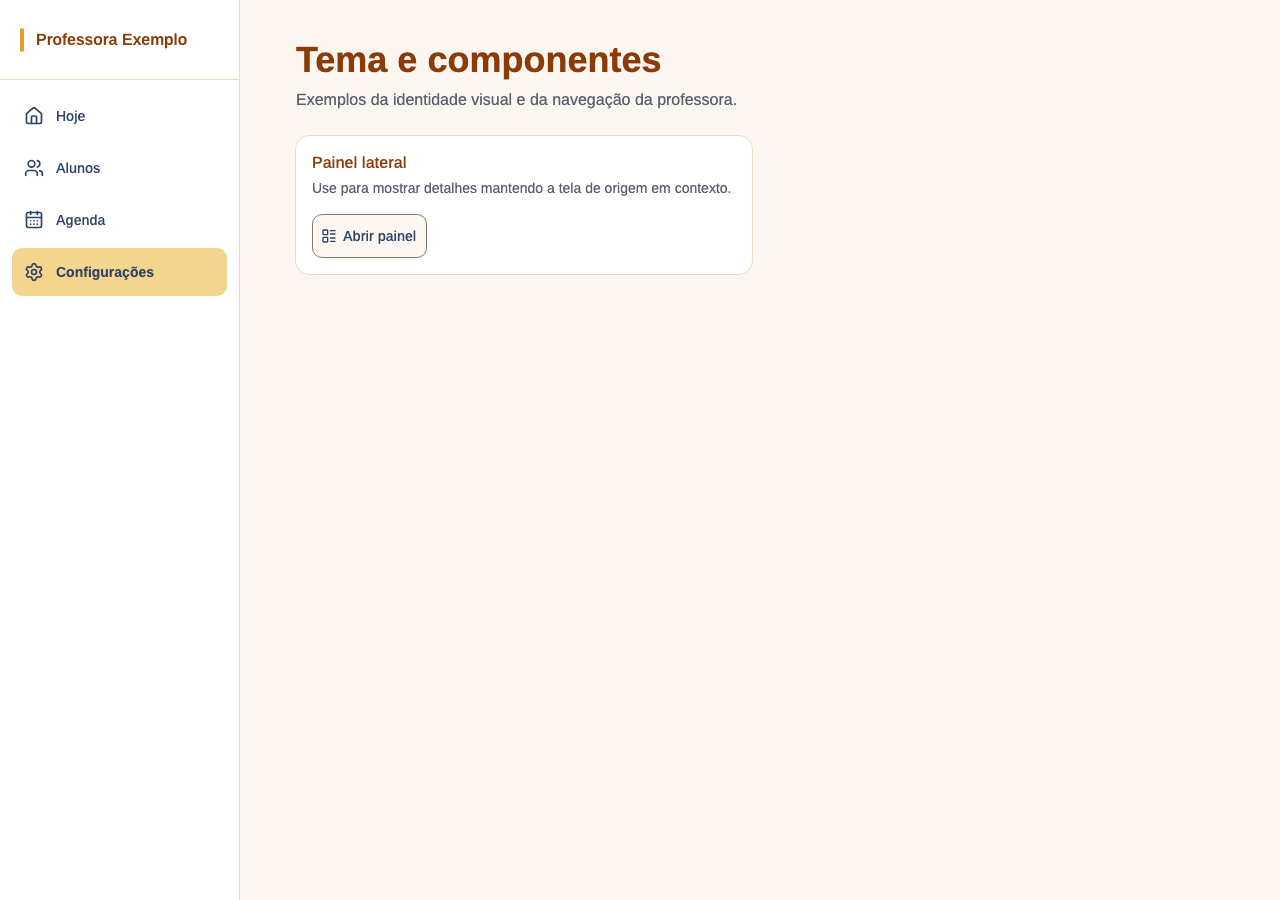 Professora Exemplo
Hoje
Alunos
Agenda
Configurações
Tema e componentes
Exemplos da identidade visual e da navegação da professora.
Painel lateral
Use para mostrar detalhes mantendo a tela de origem em contexto.
Abrir painel